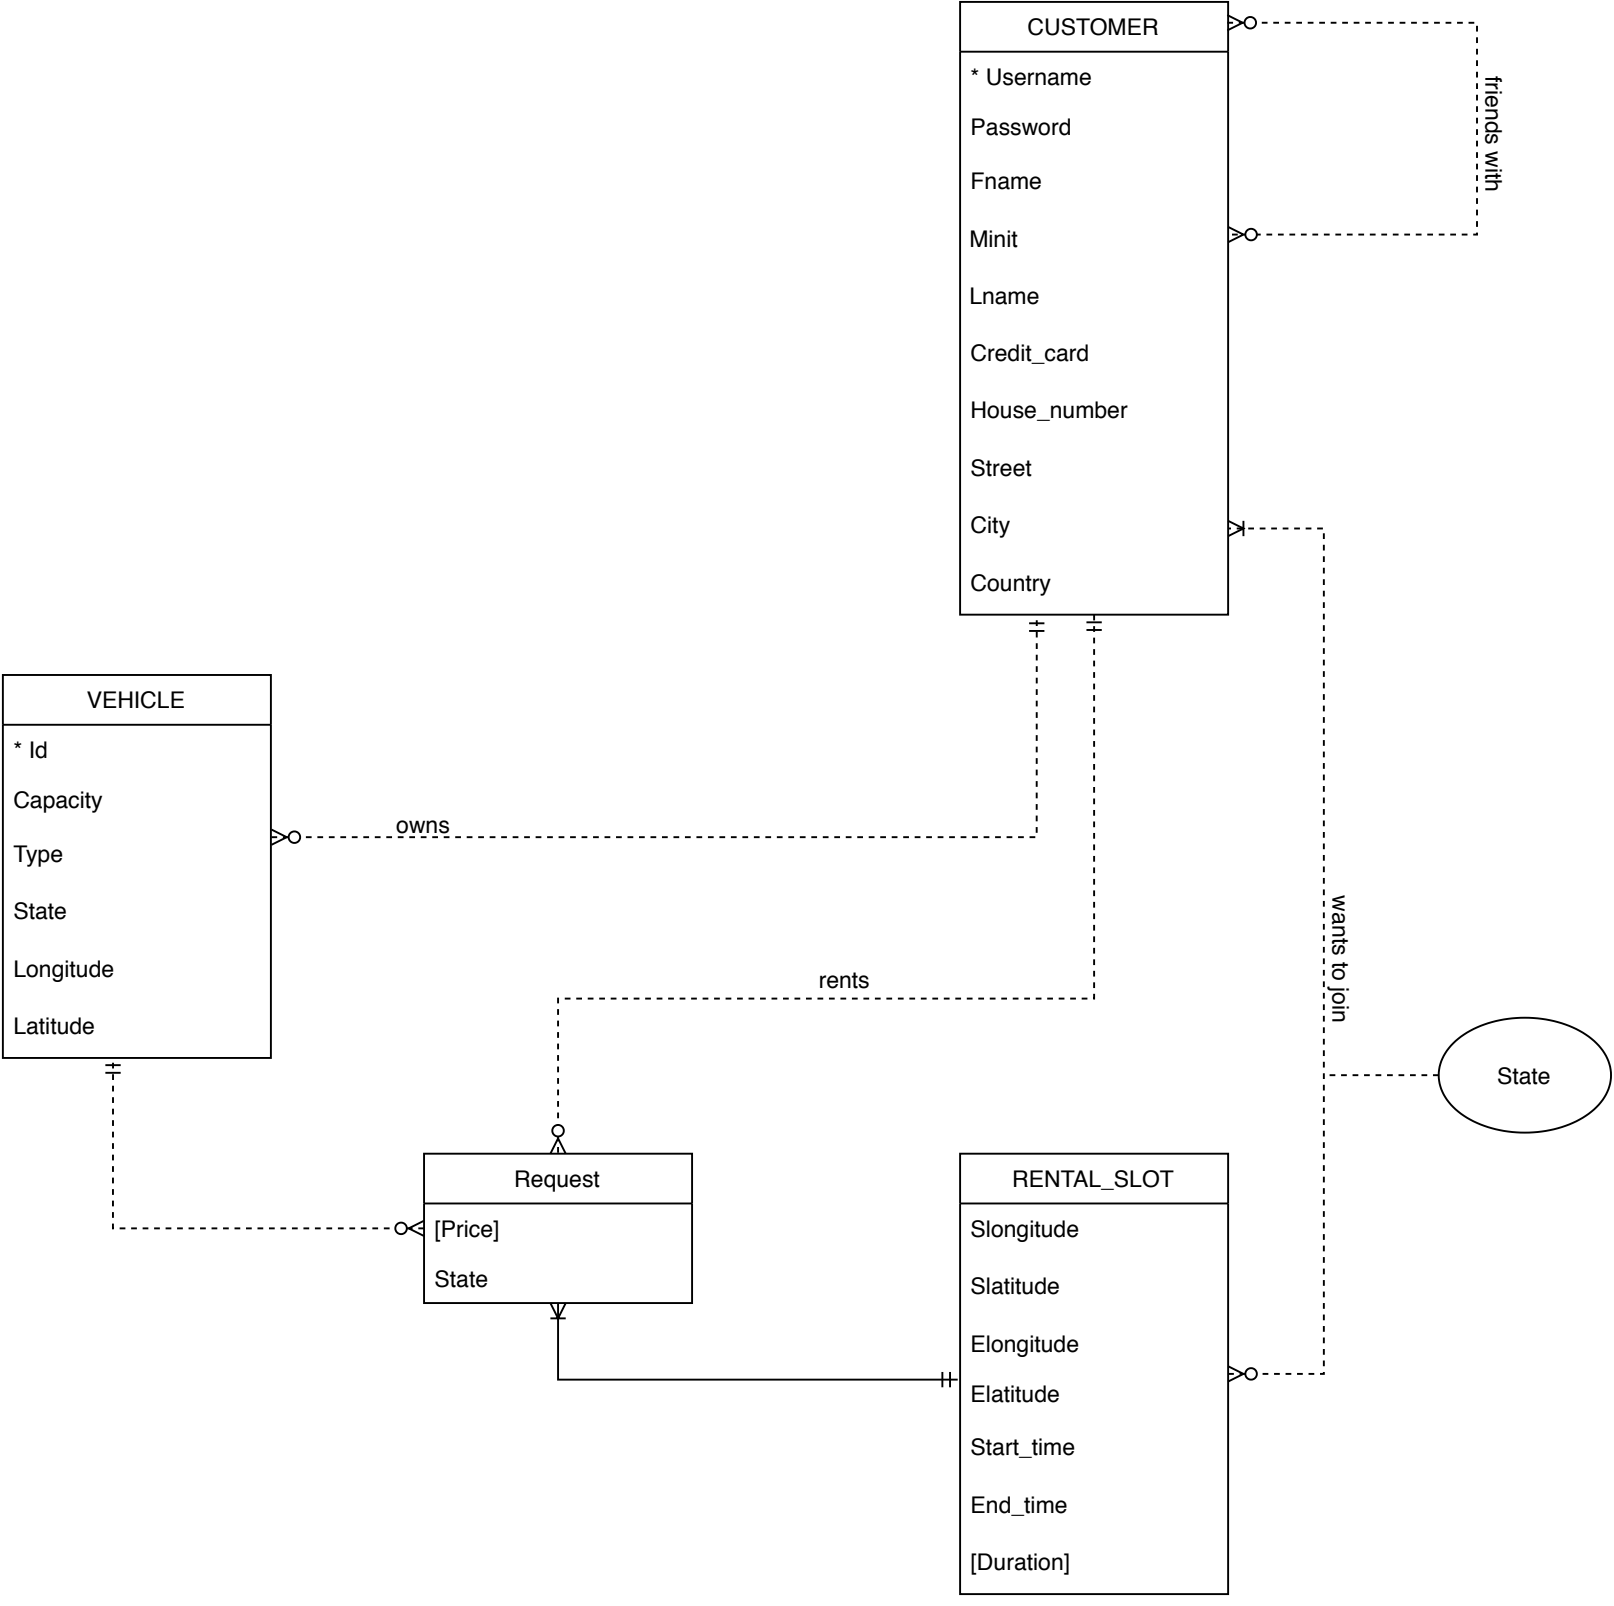 CUSTOMER
* Username
Password
Fname
Minit
Lname
Credit_card
House_number
Street
City
Country
friends with
VEHICLE
* Id
Capacity
Type
State
Longitude
Latitude
owns
rents
wants to join
State
Request
[Price]
State
RENTAL_SLOT
Slongitude
Slatitude
Elongitude
Elatitude
Start_time
End_time
[Duration]